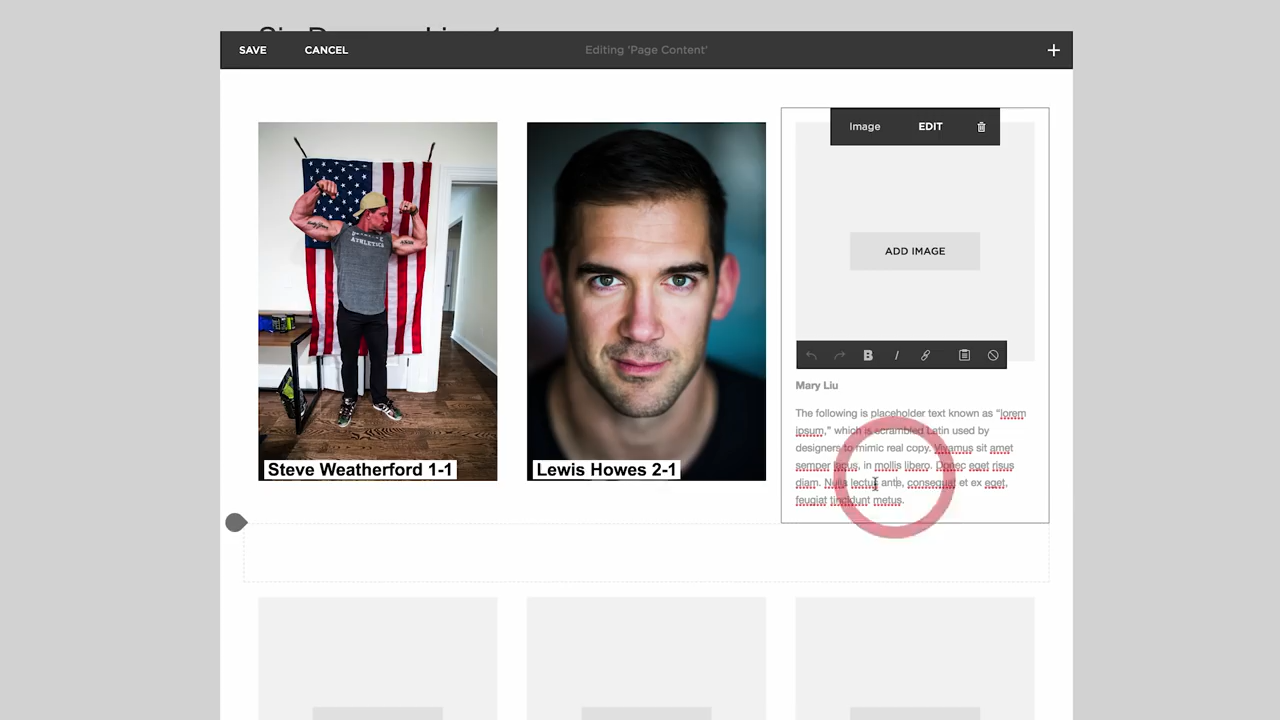 SAVE CANCEL Editing 'Page Content' +
Image EDIT
ADD IMAGE
B I
Mary Liu
The following is placeholder text known as “lorem
ipsum,” which is scrambled Latin used by
designers to mimic real copy. Vivamus sit amet
semper lacus, in mollis libero. Donec eget risus
diam. Nulla lectus ante, consequat et ex eget,
feugiat tincidunt metus.
Steve Weatherford 1-1
Lewis Howes 2-1